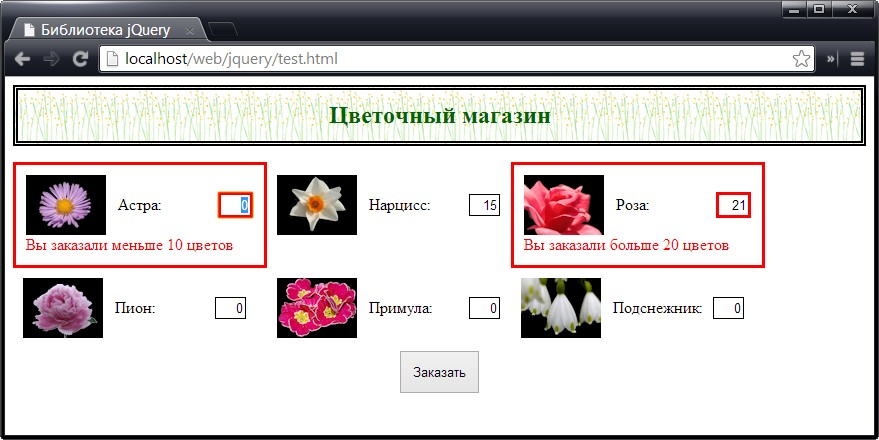 Библиотека jQuery
localhost/web/jquery/test.html
Цветочный магазин
Астра: 0
Вы заказали меньше 10 цветов
Нарцисс: 15
Роза: 21
Вы заказали больше 20 цветов
Пион: 0
Примула: 0
Подснежник: 0
Заказать